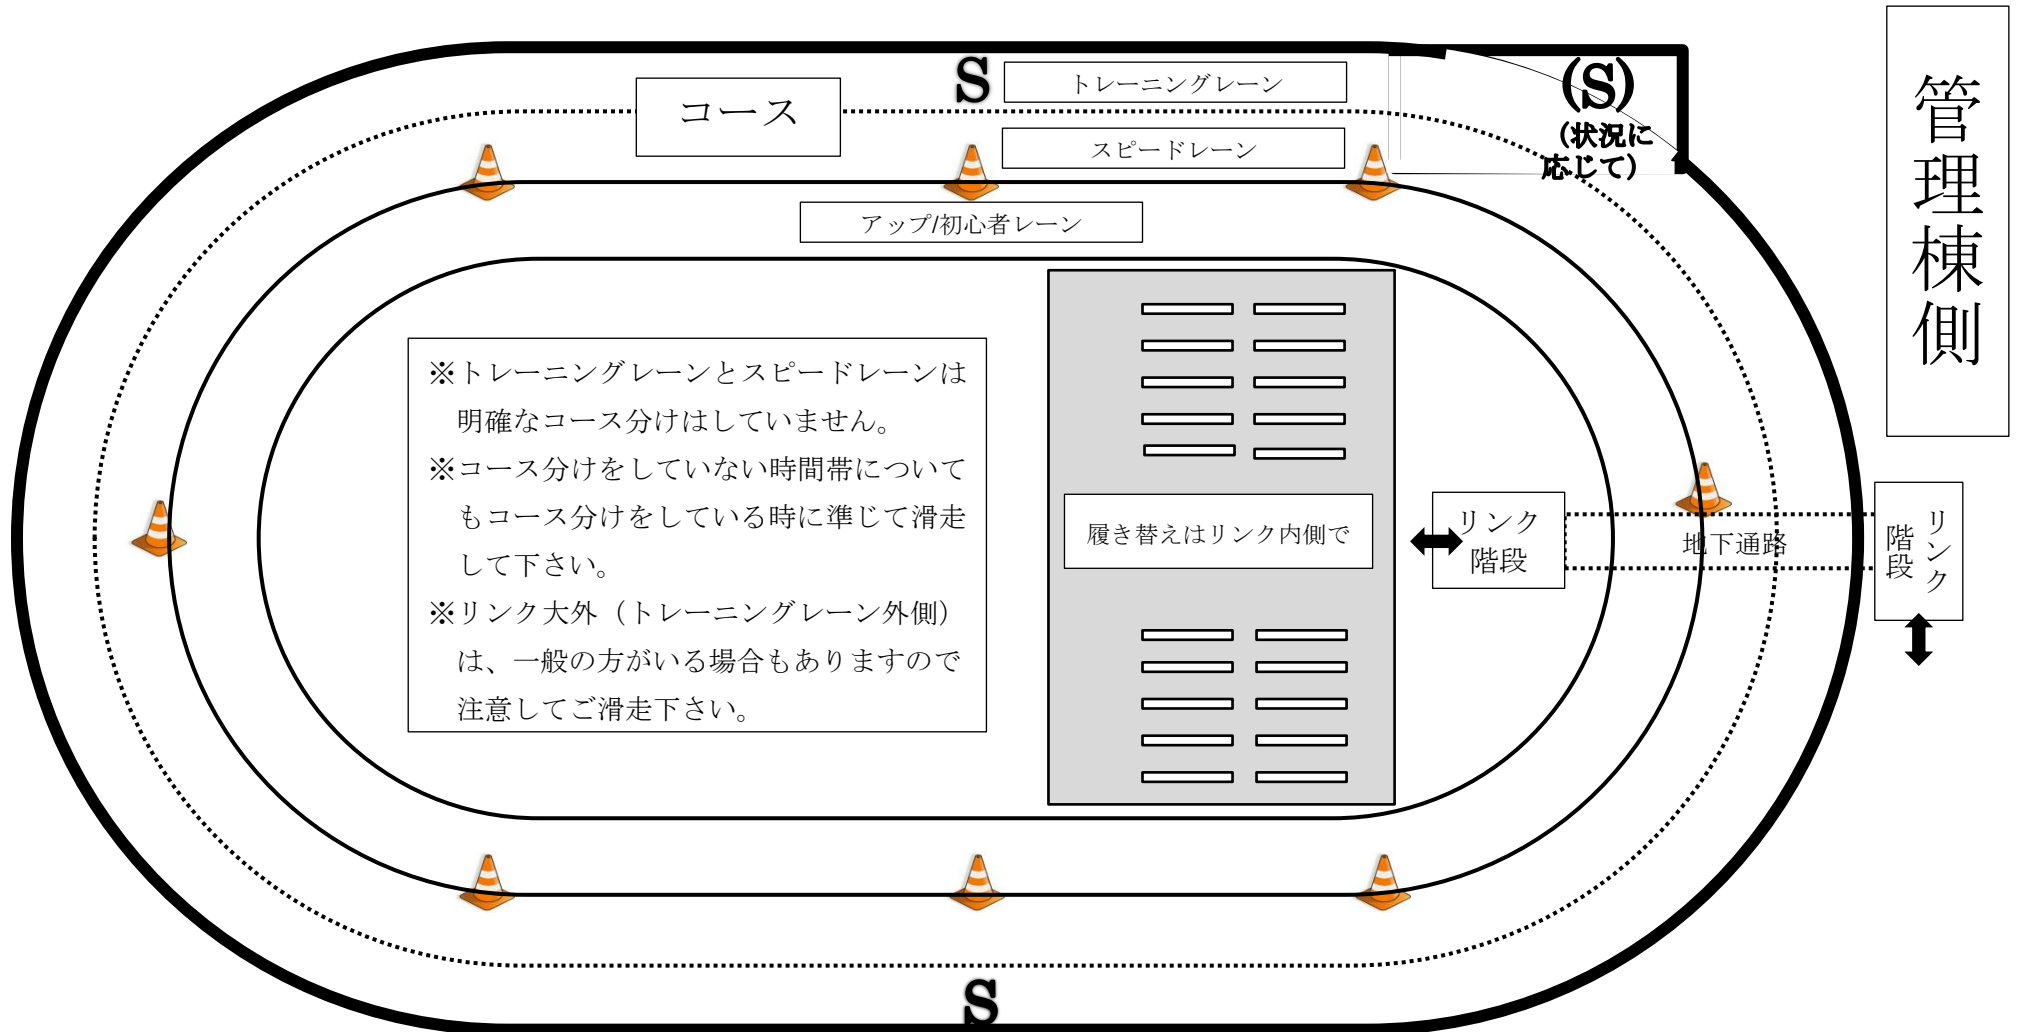 コース
S
トレーニングレーン
スピードレーン
(S)
（状況に
応じて）
管理棟側
アップ/初心者レーン
※トレーニングレーンとスピードレーンは
明確なコース分けはしていません。
※コース分けをしていない時間帯について
もコース分けをしている時に準じて滑走
して下さい。
※リンク大外（トレーニングレーン外側）
は、一般の方がいる場合もありますので
注意してご滑走下さい。
履き替えはリンク内側で
リンク
階段
地下通路
リンク
階段
S